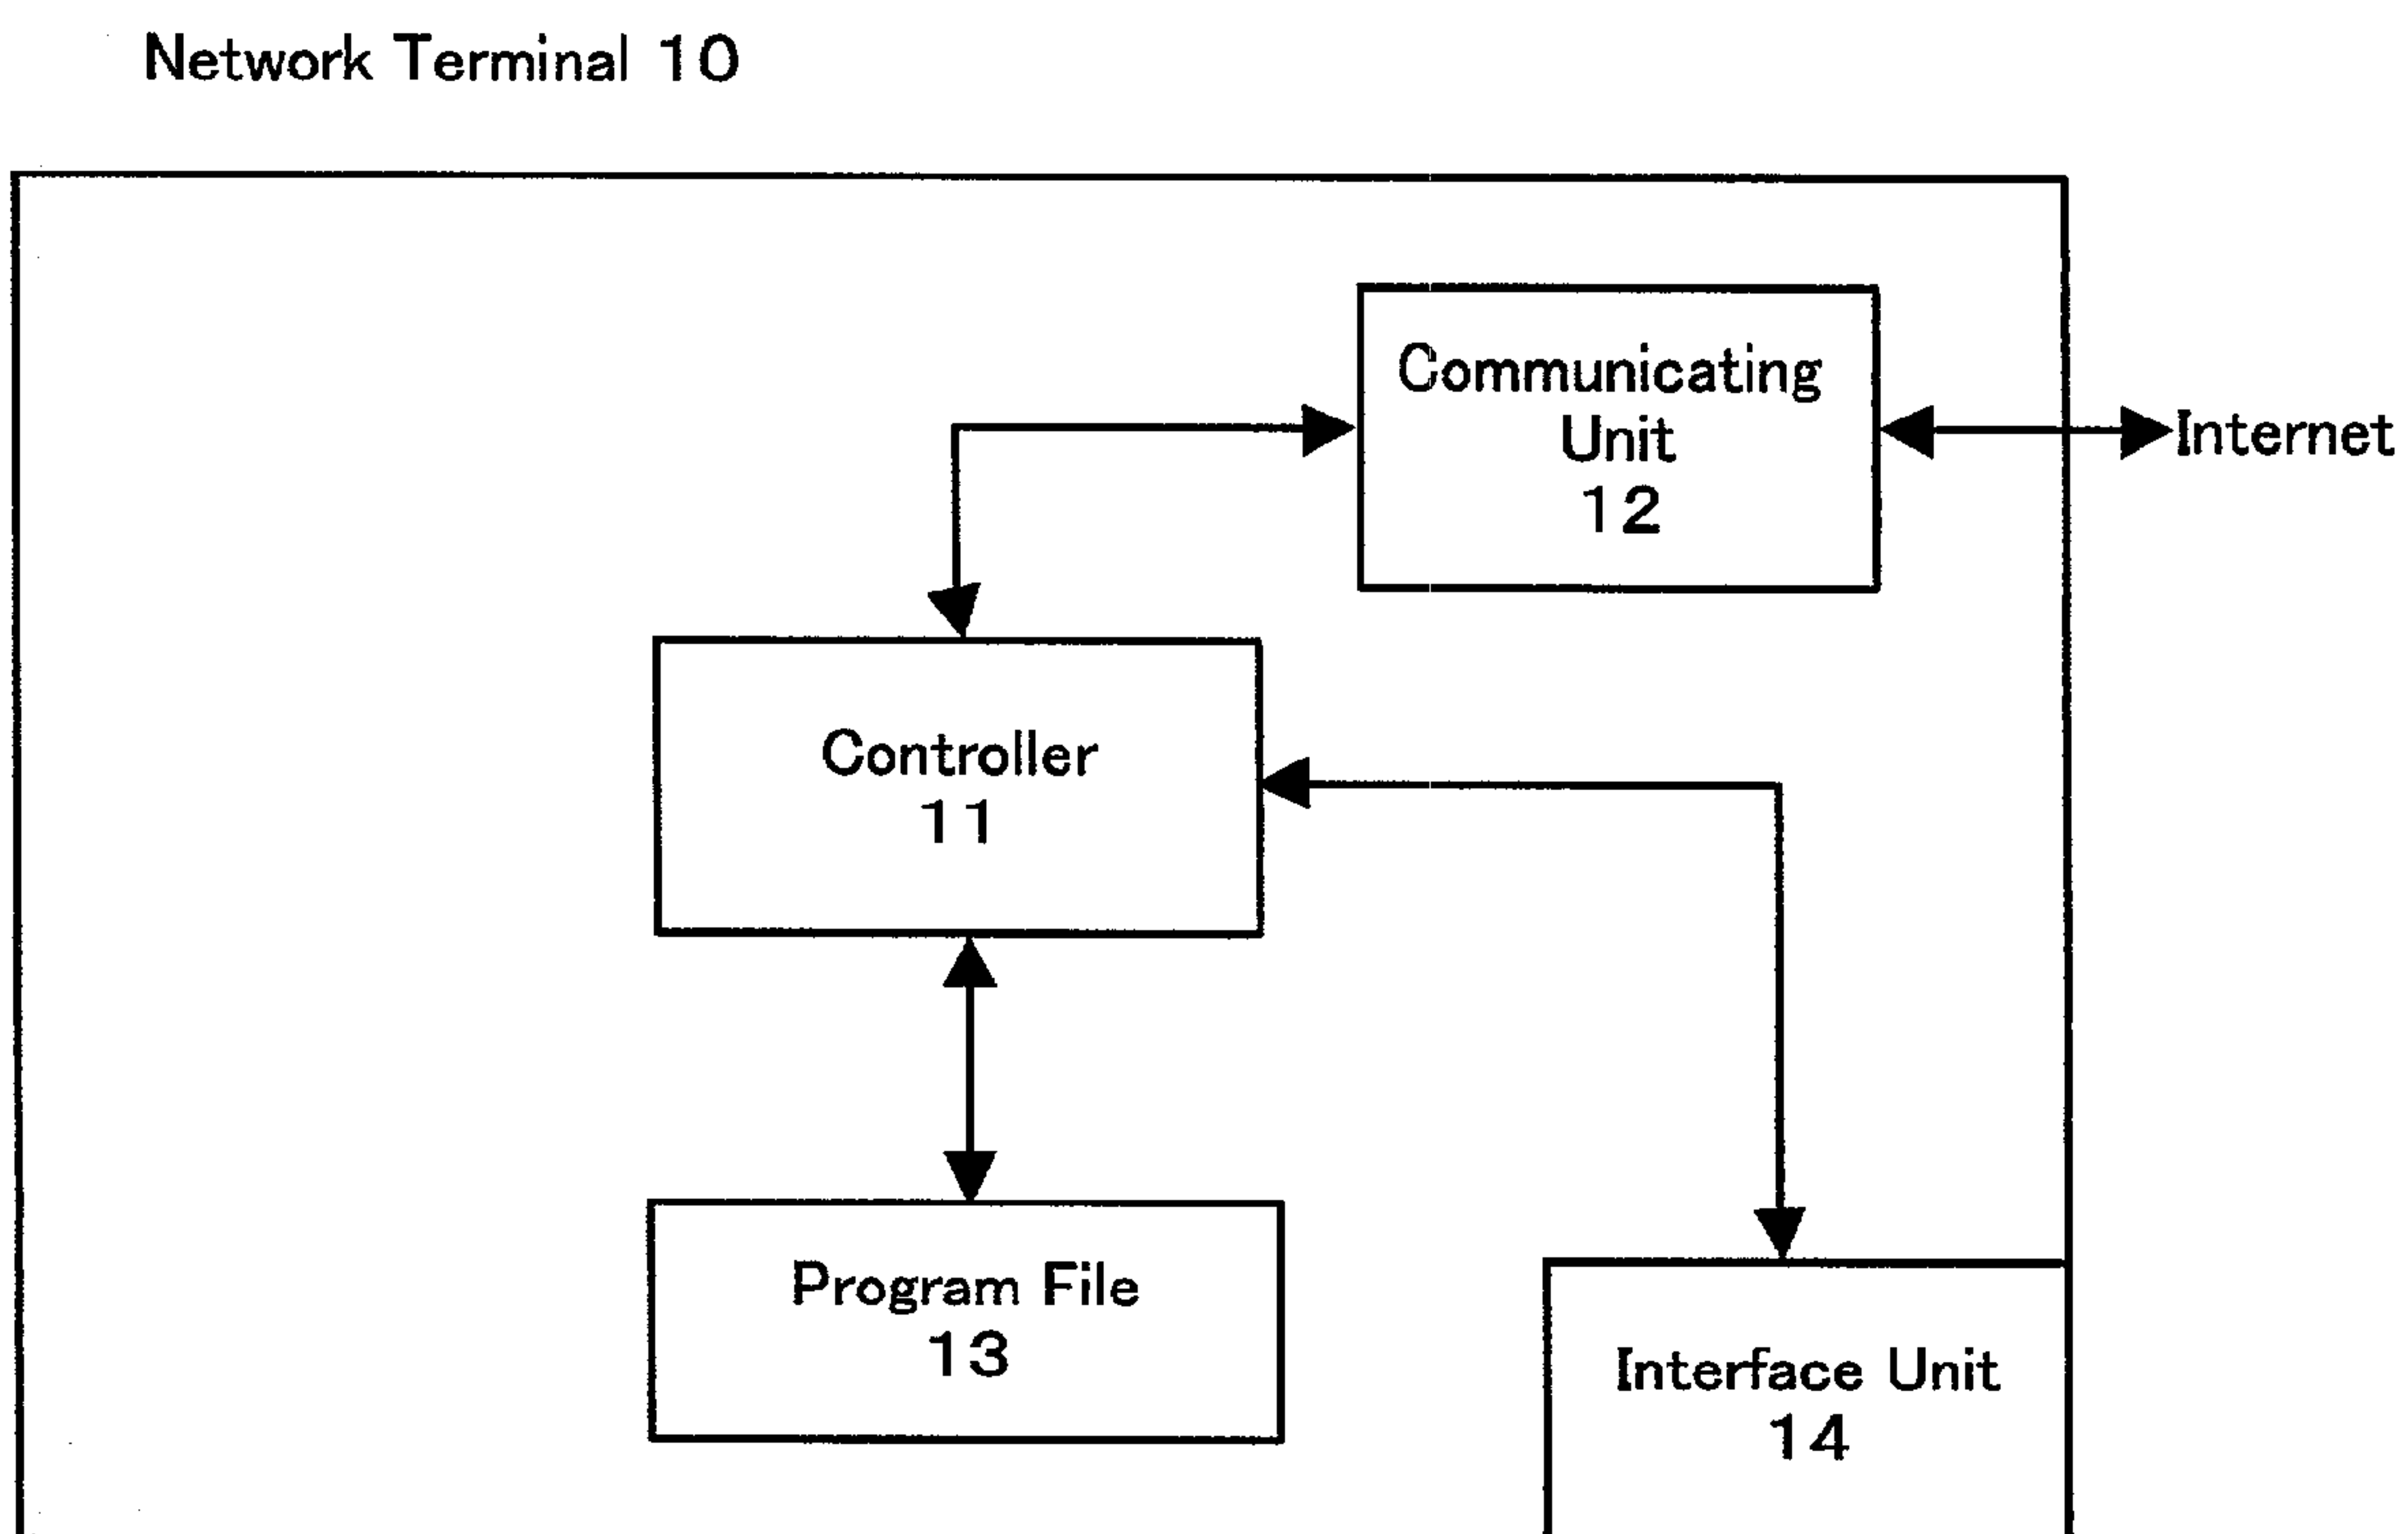 Network Terminal 10
Communicating
Unit
12
Internet
Controller
11
Program File
13
Interface Unit
14